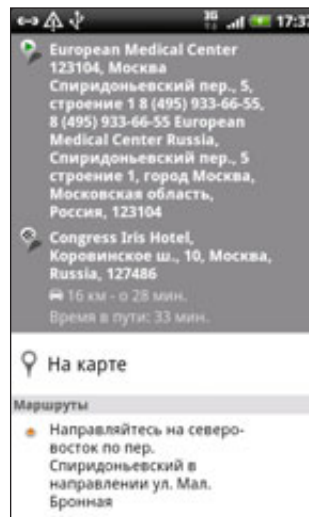 3G 17:37
European Medical Center
123104, Москва
Спиридоньевский пер., 5,
строение 1 8 (495) 933-66-55,
8 (495) 933-66-55 European
Medical Center Russia,
Спиридоньевский пер., 5
строение 1, город Москва,
Московская область,
Россия, 123104
Congress Iris Hotel,
Коровинское ш., 10, Москва,
Russia, 127486
16 км - о 28 мин.
Время в пути: 33 мин.
На карте
Маршруты
Направляйтесь на северо-
восток по пер.
Спиридоньевский в
направлении ул. Мал.
Бронная